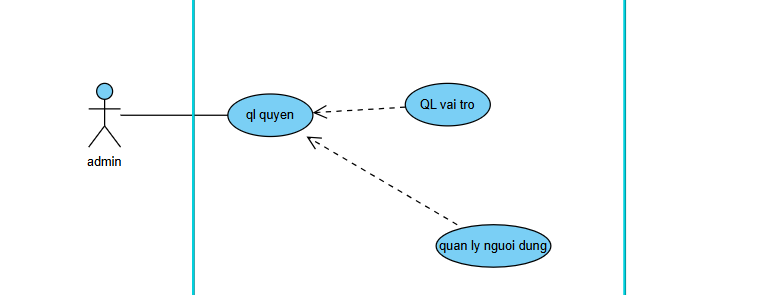 QL vai tro
ql quyen
admin
quan ly nguoi dung